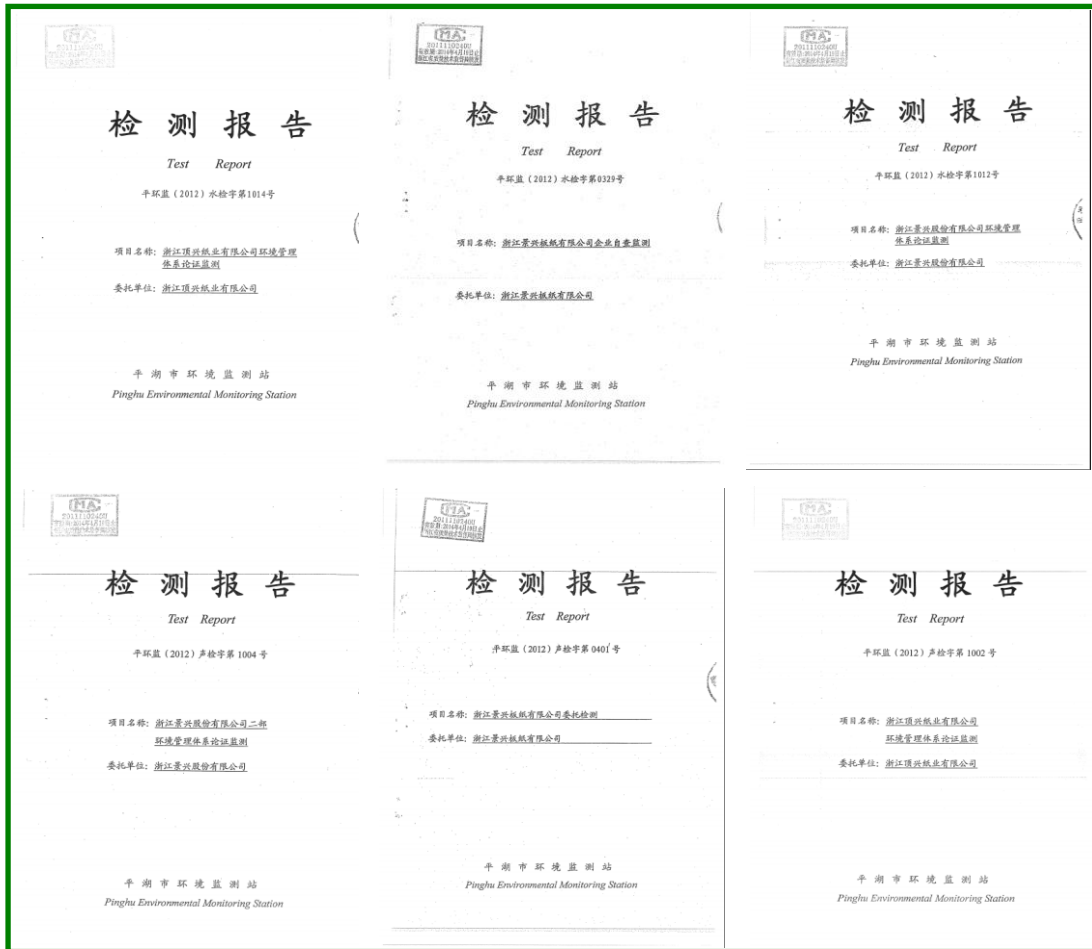 MA
检测报告
Test Report
平环监（2012）水检字第1014号
项目名称：浙江顶兴纸业有限公司环境管理
体系论证监测
委托单位：浙江顶兴纸业有限公司
平湖市环境监测站
Pinghu Environmental Monitoring Station
MA
检测报告
Test Report
平环监（2012）水检字第0329号
项目名称：浙江景兴板纸有限公司企业自查监测
委托单位：浙江景兴板纸有限公司
平湖市环境监测站
Pinghu Environmental Monitoring Station
MA
检测报告
Test Report
平环监（2012）水检字第1012号
项目名称：浙江景兴股份有限公司环境管理
体系论证监测
委托单位：浙江景兴股份有限公司
平湖市环境监测站
Pinghu Environmental Monitoring Station
MA
检测报告
Test Report
平环监（2012）声检字第 1004 号
项目名称：浙江景兴股份有限公司二部
环境管理体系论证监测
委托单位：浙江景兴股份有限公司
平湖市环境监测站
Pinghu Environmental Monitoring Station
MA
检测报告
Test Report
平环监（2012）声检字第 0401 号
项目名称：浙江景兴板纸有限公司委托检测
委托单位：浙江景兴板纸有限公司
平湖市环境监测站
Pinghu Environmental Monitoring Station
MA
检测报告
Test Report
平环监（2012）声检字第 1002 号
项目名称：浙江顶兴纸业有限公司
环境管理体系论证监测
委托单位：浙江顶兴纸业有限公司
平湖市环境监测站
Pinghu Environmental Monitoring Station